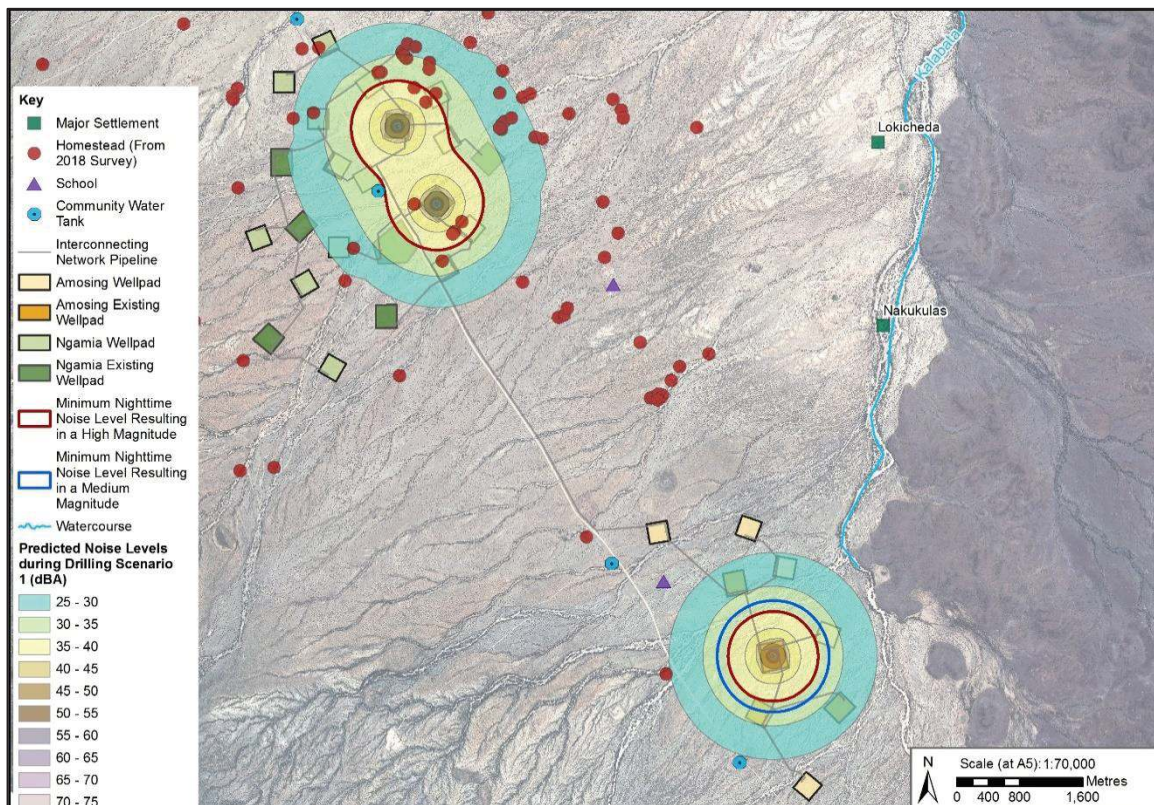 Key
Major Settlement
Homestead (From
2018 Survey)
School
Community Water
Tank
Interconnecting
Network Pipeline
Amosing Wellpad
Amosing Existing
Wellpad
Ngamia Wellpad
Ngamia Existing
Wellpad
Minimum Nighttime
Noise Level Resulting
in a High Magnitude
Minimum Nighttime
Noise Level Resulting
in a Medium
Magnitude
Watercourse
Predicted Noise Levels
during Drilling Scenario
1 (dBA)
25 - 30
30 - 35
35 - 40
40 - 45
45 - 50
50 - 55
55 - 60
60 - 65
65 - 70
70 - 75
Kalabata
Lokicheda
Nakukulas
N
Scale (at A5): 1:70,000
Metres
0 400 800 1,600